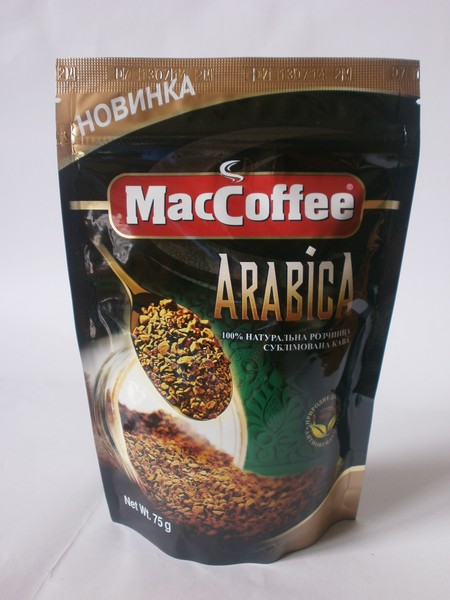 НОВИНКА
MacCoffee®
ARABICA
100% НАТУРАЛЬНА РОЗЧИННА
СУБЛІМОВАНА КАВА
Net Wt. 75 g